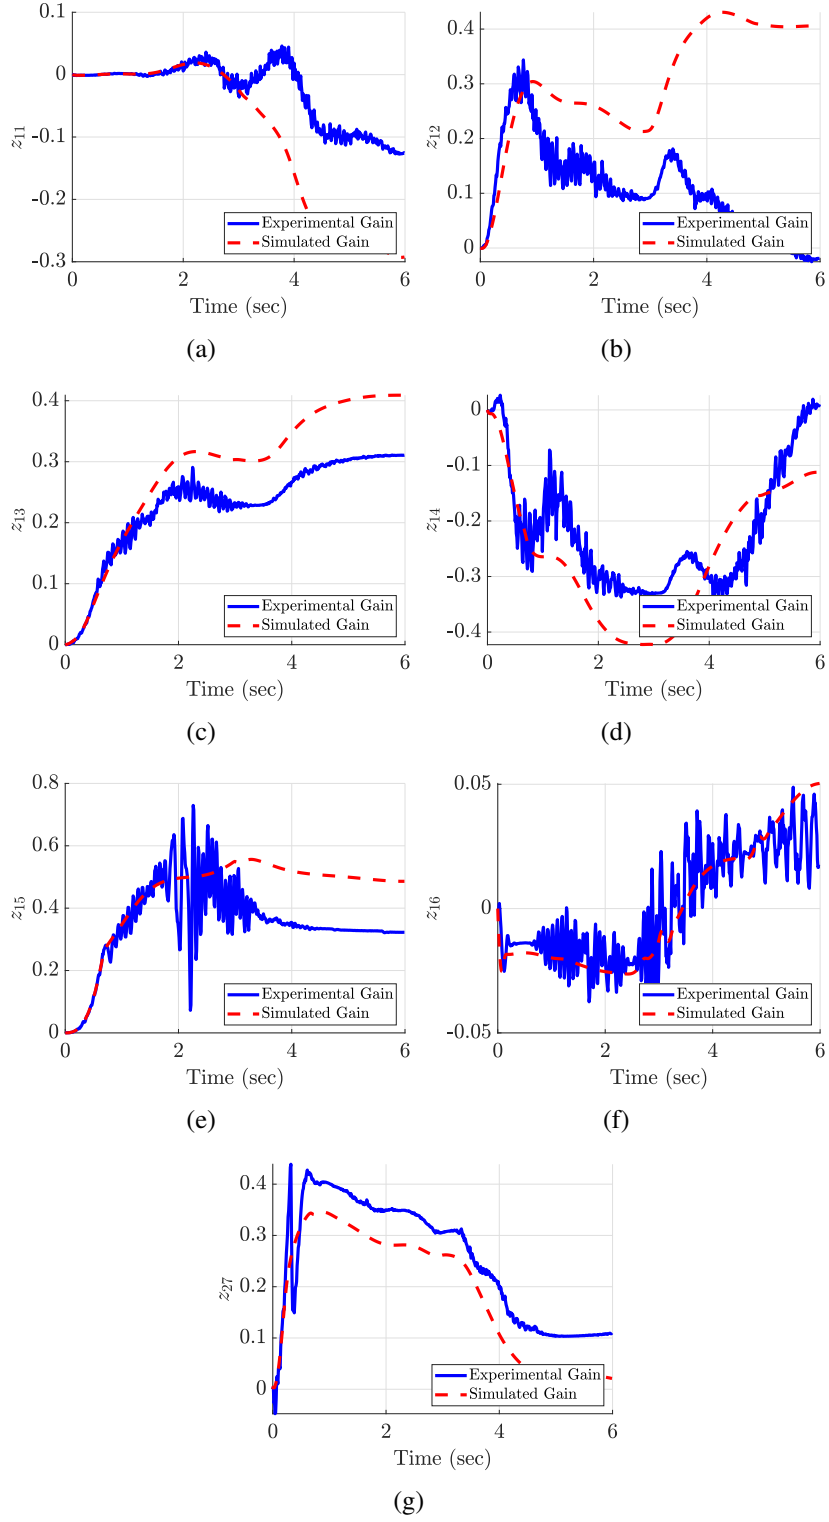 0.1
0
-0.1
-0.2
-0.3
z11
Experimental Gain
Simulated Gain
0 2 4 6
Time (sec)
(a)
0.4
0.3
0.2
0.1
0
z12
Experimental Gain
Simulated Gain
0 2 4 6
Time (sec)
(b)
0.4
0.3
0.2
0.1
0
z13
Experimental Gain
Simulated Gain
0 2 4 6
Time (sec)
(c)
0
-0.1
-0.2
-0.3
-0.4
z14
Experimental Gain
Simulated Gain
0 2 4 6
Time (sec)
(d)
0.8
0.6
0.4
0.2
0
z15
Experimental Gain
Simulated Gain
0 2 4 6
Time (sec)
(e)
0.05
0
-0.05
z16
Experimental Gain
Simulated Gain
0 2 4 6
Time (sec)
(f)
0.4
0.3
0.2
0.1
0
z27
Experimental Gain
Simulated Gain
0 2 4 6
Time (sec)
(g)